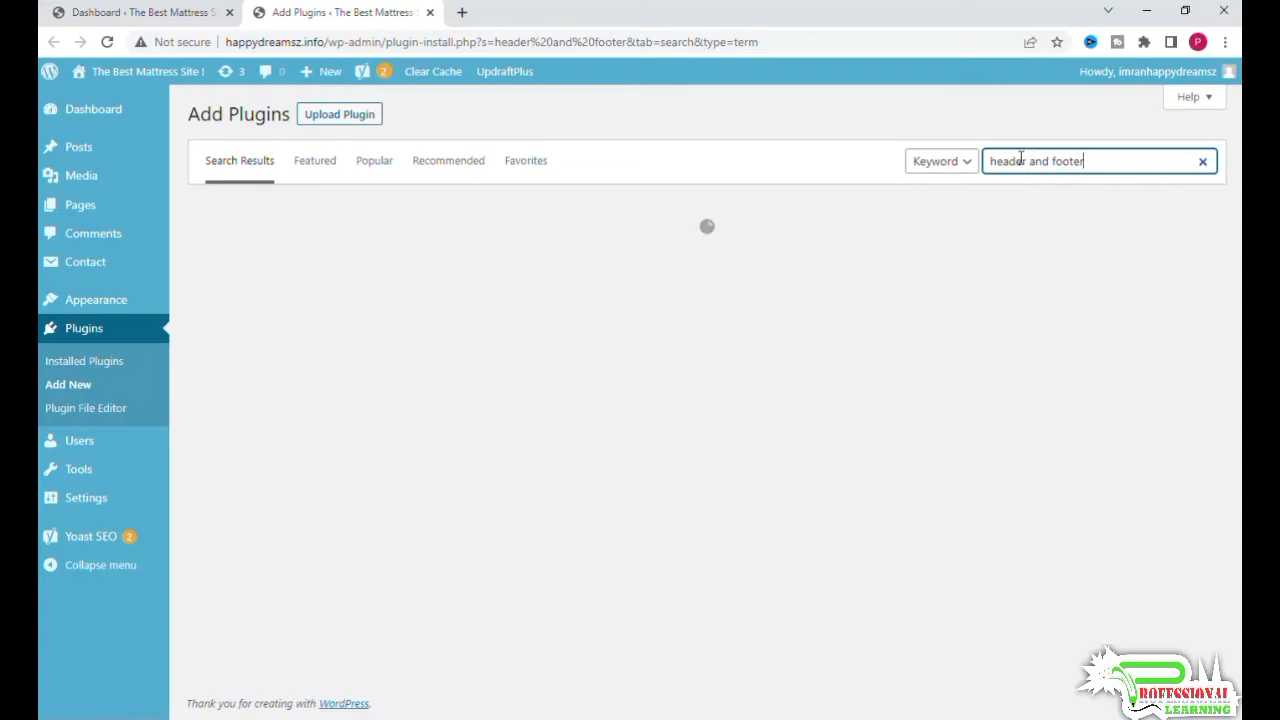 Dashboard ‹ The Best Mattress S
Add Plugins ‹ The Best Mattress
Not secure
happydreamsz.info/wp-admin/plugin-install.php?s=header%20and%20footer&tab=search&type=term
P
The Best Mattress Site !
3
0
New
2
Clear Cache
UpdraftPlus
Howdy, imranhappydreamsz
Dashboard
Posts
Media
Pages
Comments
Contact
Appearance
Plugins
Installed Plugins
Add New
Plugin File Editor
Users
Tools
Settings
Yoast SEO 2
Collapse menu
Help
Add Plugins
Upload Plugin
Search Results
Featured
Popular
Recommended
Favorites
Keyword
header and footer
Thank you for creating with WordPress.
PROFESSIONAL
LEARNING